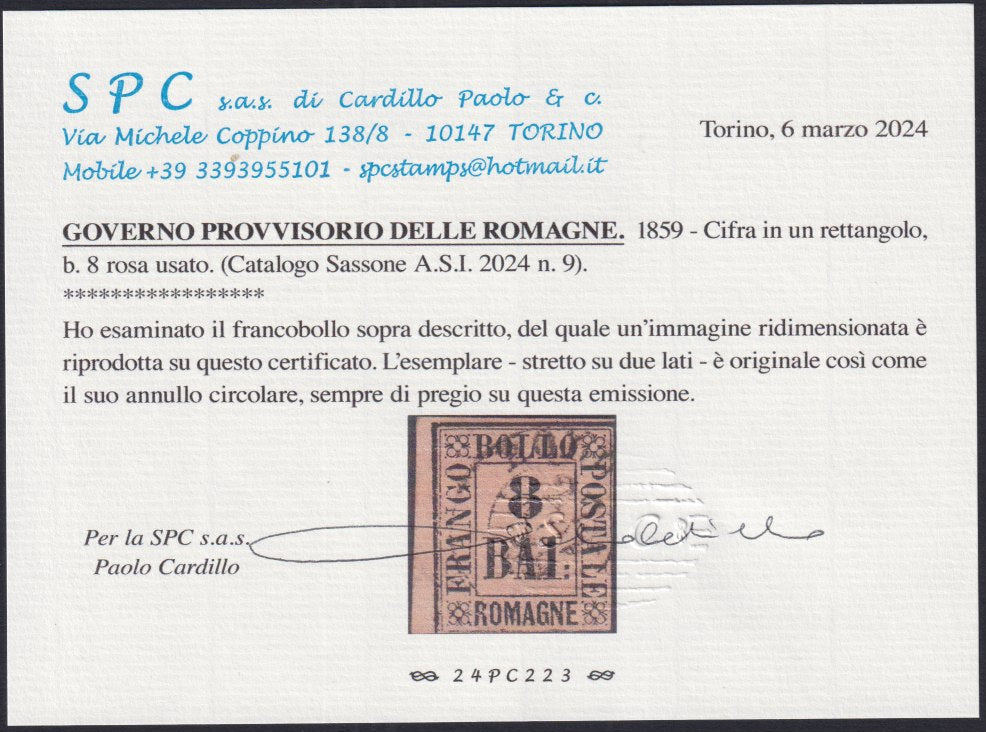 SPC s.a.s. di Cardillo Paolo & c.
Via Michele Coppino 138/8 - 10147 TORINO
Mobile +39 3393955101 - spcstamps@hotmail.it
Torino, 6 marzo 2024
GOVERNO PROVVISORIO DELLE ROMAGNE. 1859 - Cifra in un rettangolo,
b. 8 rosa usato. (Catalogo Sassone A.S.I. 2024 n. 9).
*****************
Ho esaminato il francobollo sopra descritto, del quale un'immagine ridimensionata è
riprodotta su questo certificato. L'esemplare - stretto su due lati - è originale così come
il suo annullo circolare, sempre di pregio su questa emissione.
BOLLO
FRANCO
POSTALE
8
BAI.
ROMAGNE
Per la SPC s.a.s.
Paolo Cardillo
24PC223